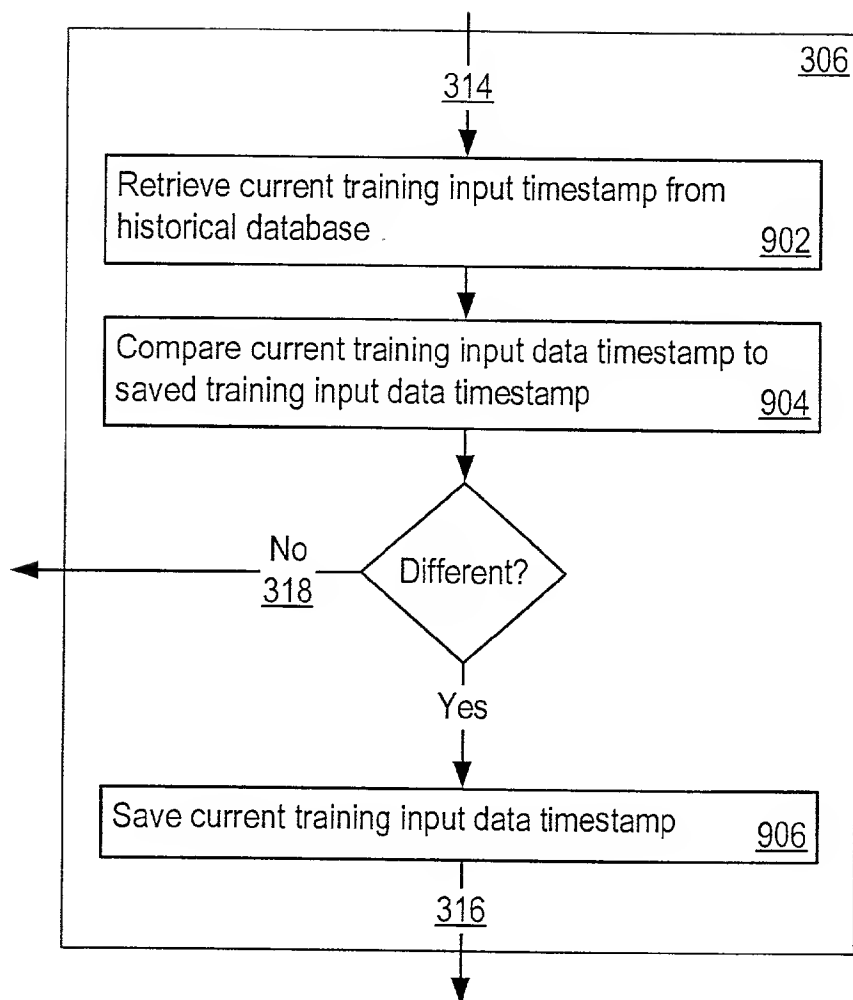 306
314
Retrieve current training input timestamp from
historical database
902
Compare current training input data timestamp to
saved training input data timestamp
904
Different?
No
318
Yes
Save current training input data timestamp
906
316